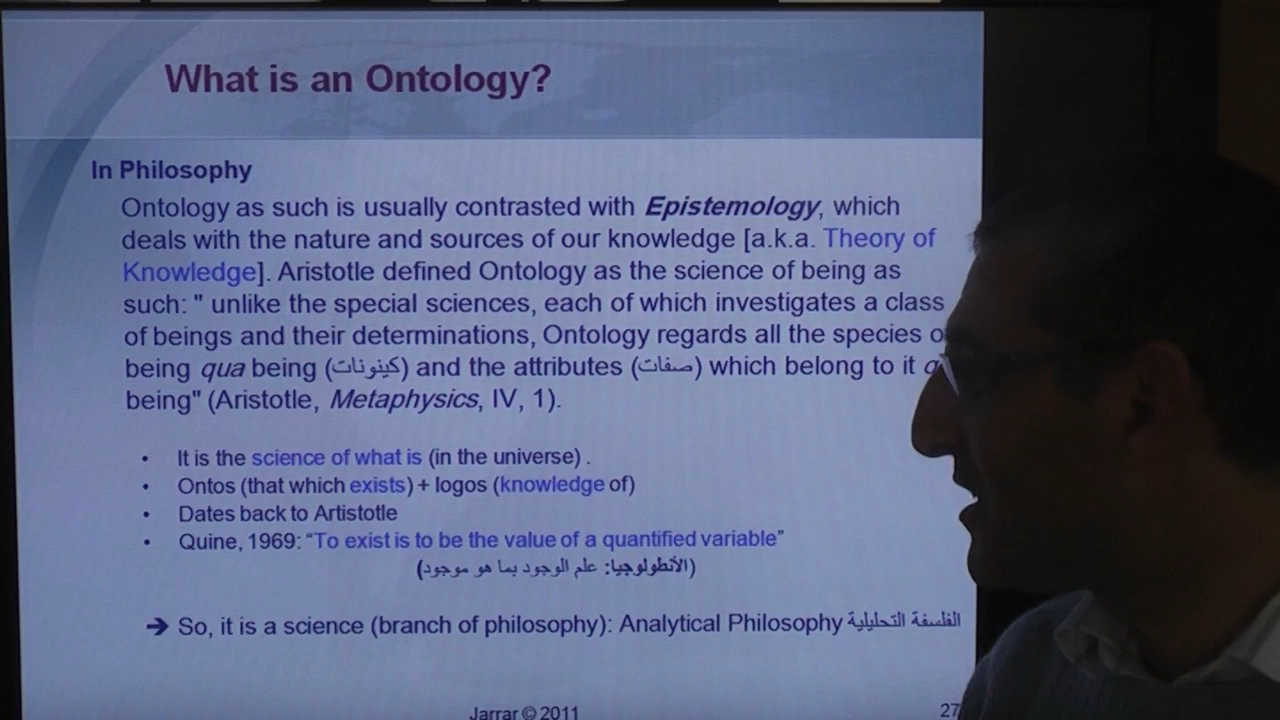 What is an Ontology?
In Philosophy
Ontology as such is usually contrasted with Epistemology, which
deals with the nature and sources of our knowledge [a.k.a. Theory of
Knowledge]. Aristotle defined Ontology as the science of being as
such: " unlike the special sciences, each of which investigates a class
of beings and their determinations, Ontology regards all the species
being qua being (كينونات) and the attributes (صفات) which belong to it
being" (Aristotle, Metaphysics, IV, 1).
• It is the science of what is (in the universe) .
• Ontos (that which exists) + logos (knowledge of)
• Dates back to Artistotle
• Quine, 1969: “To exist is to be the value of a quantified variable”
(الأنطولوجيا: علم الوجود بما هو موجود)
➔ So, it is a science (branch of philosophy): Analytical Philosophy الفلسفة التحليلية
Jarrar © 2011
27